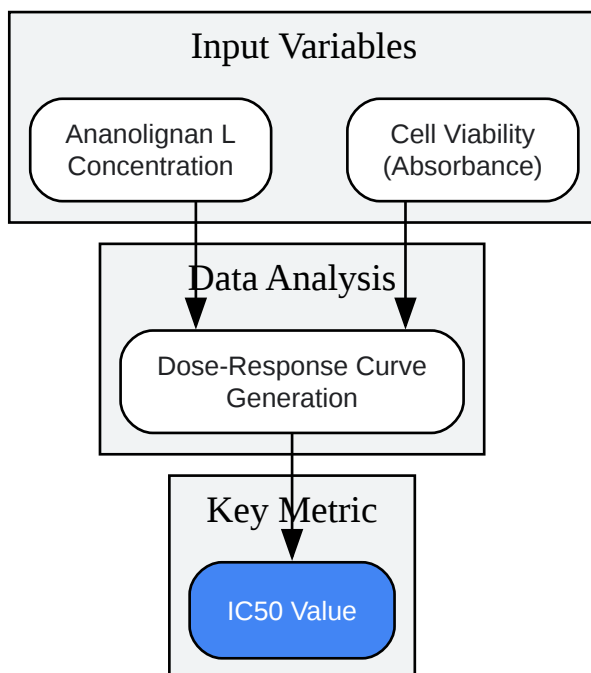 Input Variables
Ananolignan L
Concentration
Cell Viability
(Absorbance)
Data Analysis
Dose-Response Curve
Generation
Key Metric
IC50 Value